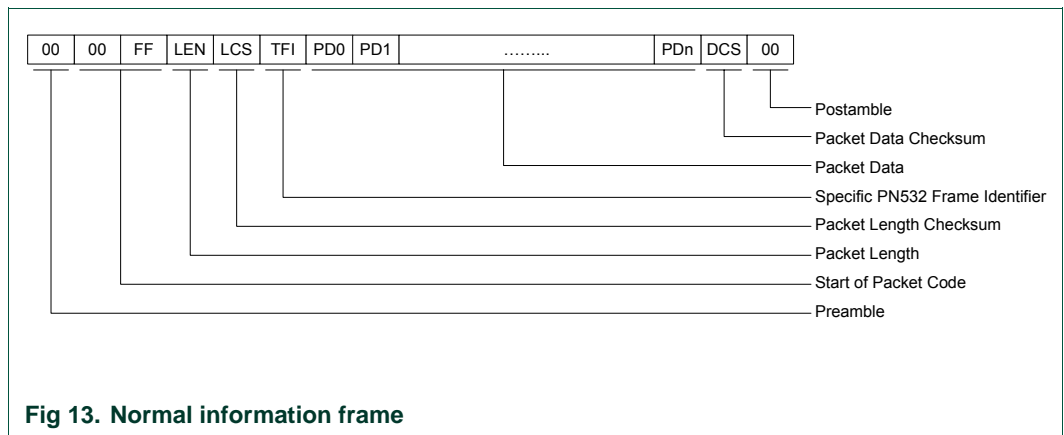 00 00 FF LEN LCS TFI PD0 PD1 ……... PDn DCS 00
Postamble
Packet Data Checksum
Packet Data
Specific PN532 Frame Identifier
Packet Length Checksum
Packet Length
Start of Packet Code
Preamble
Fig 13. Normal information frame